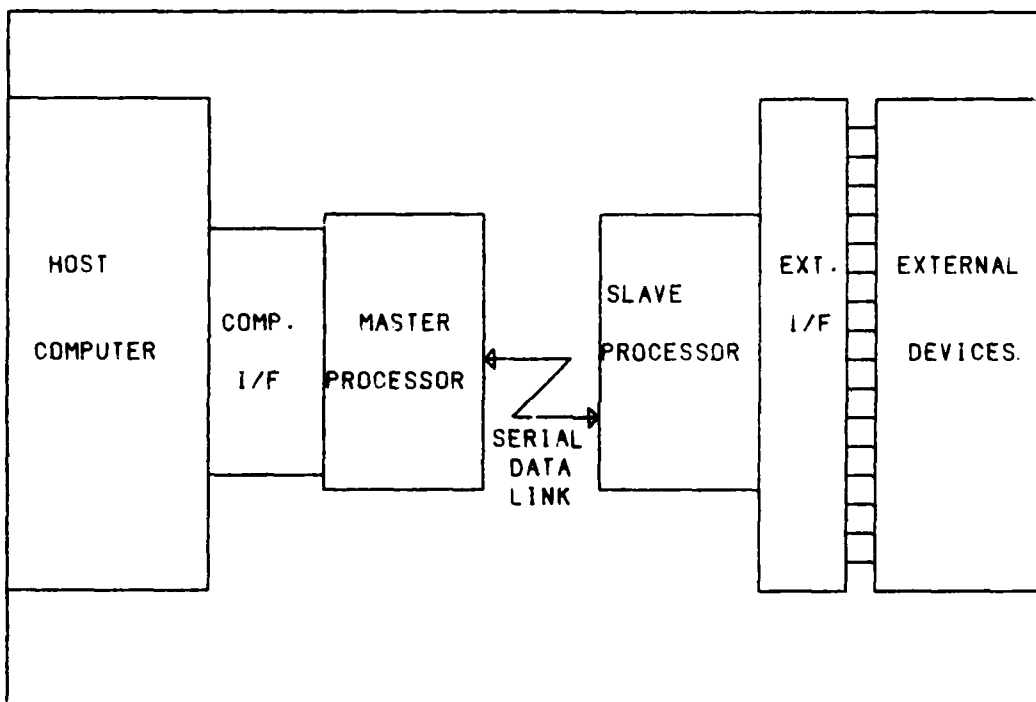 HOST
COMPUTER
COMP.
I/F
MASTER
PROCESSOR
SERIAL
DATA
LINK
SLAVE
PROCESSOR
EXT.
I/F
EXTERNAL
DEVICES.